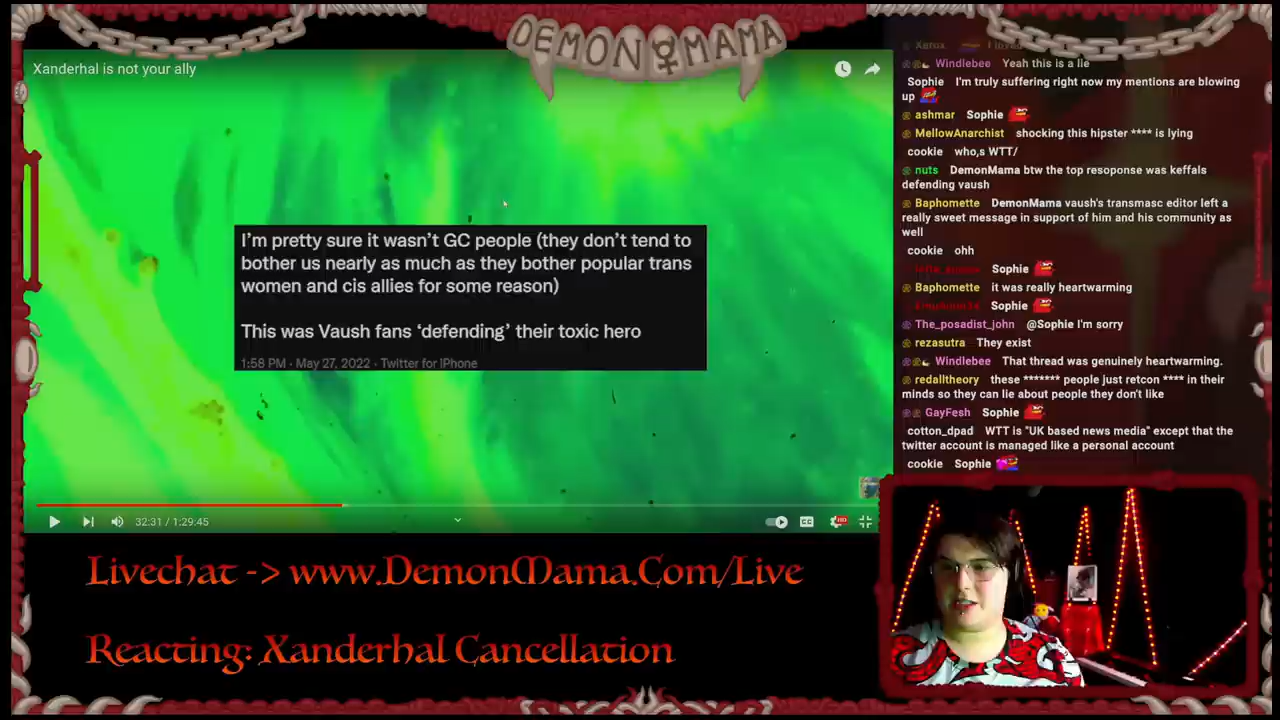 DEMON MAMA
Xanderhal is not your ally
I'm pretty sure it wasn't GC people (they don't tend to
bother us nearly as much as they bother popular trans
women and cis allies for some reason)
This was Vaush fans 'defending' their toxic hero
1:58 PM · May 27, 2022 · Twitter for iPhone
32:31 / 1:29:45
CC
HD
Livechat -> www.DemonMama.Com/Live
Reacting: Xanderhal Cancellation
Windlebee Yeah this is a lie
Sophie I'm truly suffering right now my mentions are blowing
up
ashmar Sophie
MellowAnarchist shocking this hipster **** is lying
cookie who,s WTT/
nuts DemonMama btw the top resoponse was keffals
defending vaush
Baphomette DemonMama vaush's transmasc editor left a
really sweet message in support of him and his community as
well
cookie ohh
Sophie
Baphomette it was really heartwarming
Sophie
The_posadist_john @Sophie I'm sorry
rezasutra They exist
Windlebee That thread was genuinely heartwarming.
redalltheory these ******* people just retcon **** in their
minds so they can lie about people they don't like
GayFesh Sophie
cotton_dpad WTT is "UK based news media" except that the
twitter account is managed like a personal account
cookie Sophie